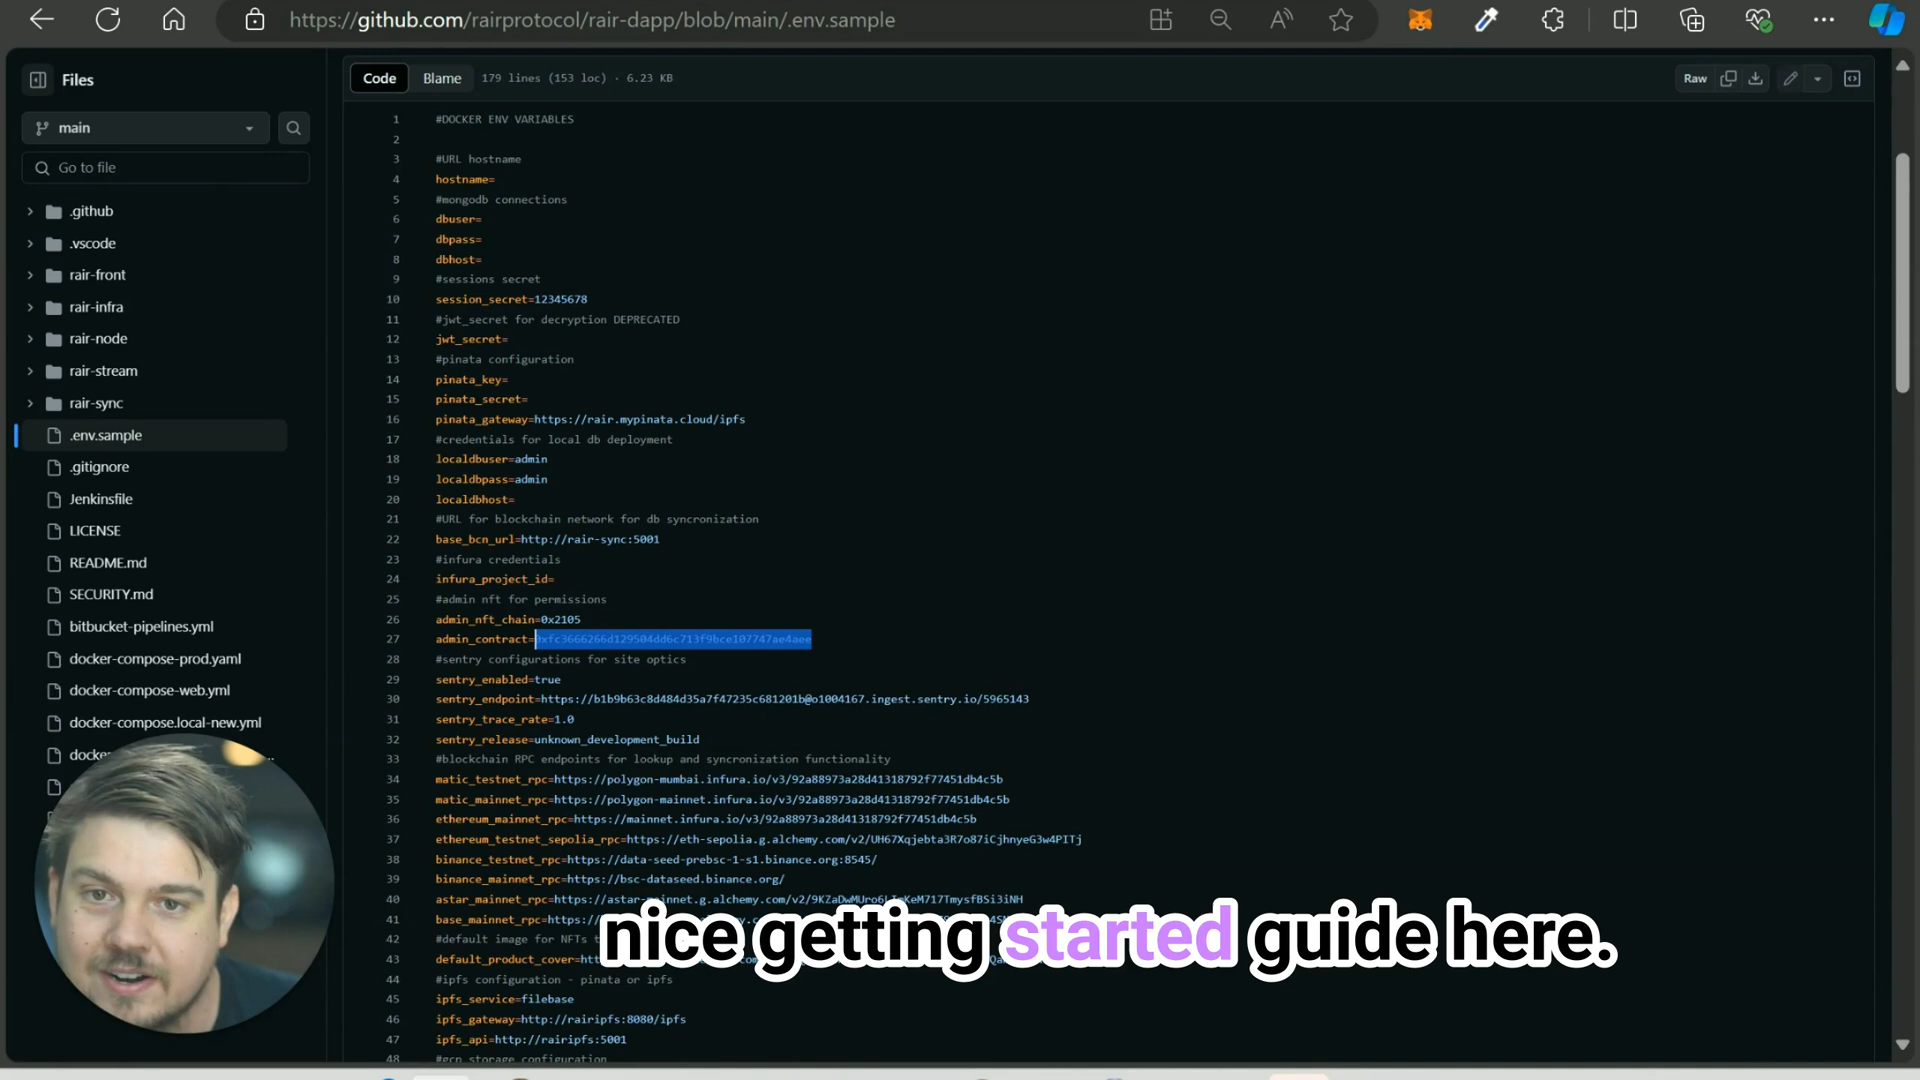 https://github.com/rairprotocol/rair-dapp/blob/main/.env.sample
Files
main
Go to file
.github
.vscode
rair-front
rair-infra
rair-node
rair-stream
rair-sync
.env.sample
.gitignore
Jenkinsfile
LICENSE
README.md
SECURITY.md
bitbucket-pipelines.yml
docker-compose-prod.yaml
docker-compose-web.yml
docker-compose.local-new.yml
Code Blame 179 lines (153 loc) · 6.23 KB
Raw
1 #DOCKER ENV VARIABLES
2
3 #URL hostname
4 hostname=
5 #mongodb connections
6 dbuser=
7 dbpass=
8 dbhost=
9 #sessions secret
10 session_secret=12345678
11 #jwt_secret for decryption DEPRECATED
12 jwt_secret=
13 #pinata configuration
14 pinata_key=
15 pinata_secret=
16 pinata_gateway=https://rair.mypinata.cloud/ipfs
17 #credentials for local db deployment
18 localdbuser=admin
19 localdbpass=admin
20 localdbhost=
21 #URL for blockchain network for db syncronization
22 base_bcn_url=http://rair-sync:5001
23 #infura credentials
24 infura_project_id=
25 #admin nft for permissions
26 admin_nft_chain=0x2105
27 admin_contract=0xfc3666266d129504dd6c713f9bce107747ae4aee
28 #sentry configurations for site optics
29 sentry_enabled=true
30 sentry_endpoint=https://b1b9b63c8d484d35a7f47235c681201b@o1004167.ingest.sentry.io/5965143
31 sentry_trace_rate=1.0
32 sentry_release=unknown_development_build
33 #blockchain RPC endpoints for lookup and syncronization functionality
34 matic_testnet_rpc=https://polygon-mumbai.infura.io/v3/92a88973a28d41318792f77451db4c5b
35 matic_mainnet_rpc=https://polygon-mainnet.infura.io/v3/92a88973a28d41318792f77451db4c5b
36 ethereum_mainnet_rpc=https://mainnet.infura.io/v3/92a88973a28d41318792f77451db4c5b
37 ethereum_testnet_sepolia_rpc=https://eth-sepolia.g.alchemy.com/v2/UH67Xqjebta3R7o87iCjhnyeG3w4PITj
38 binance_testnet_rpc=https://data-seed-prebsc-1-s1.binance.org:8545/
39 binance_mainnet_rpc=https://bsc-dataseed.binance.org/
40
41
42 #default image for NFTs
43 default_product_cover=
44 #ipfs configuration - pinata or ipfs
45 ipfs_service=filebase
46 ipfs_gateway=http://rairipfs:8080/ipfs
47 ipfs_api=http://rairipfs:5001
48 #gcp storage configuration
nice getting started guide here.